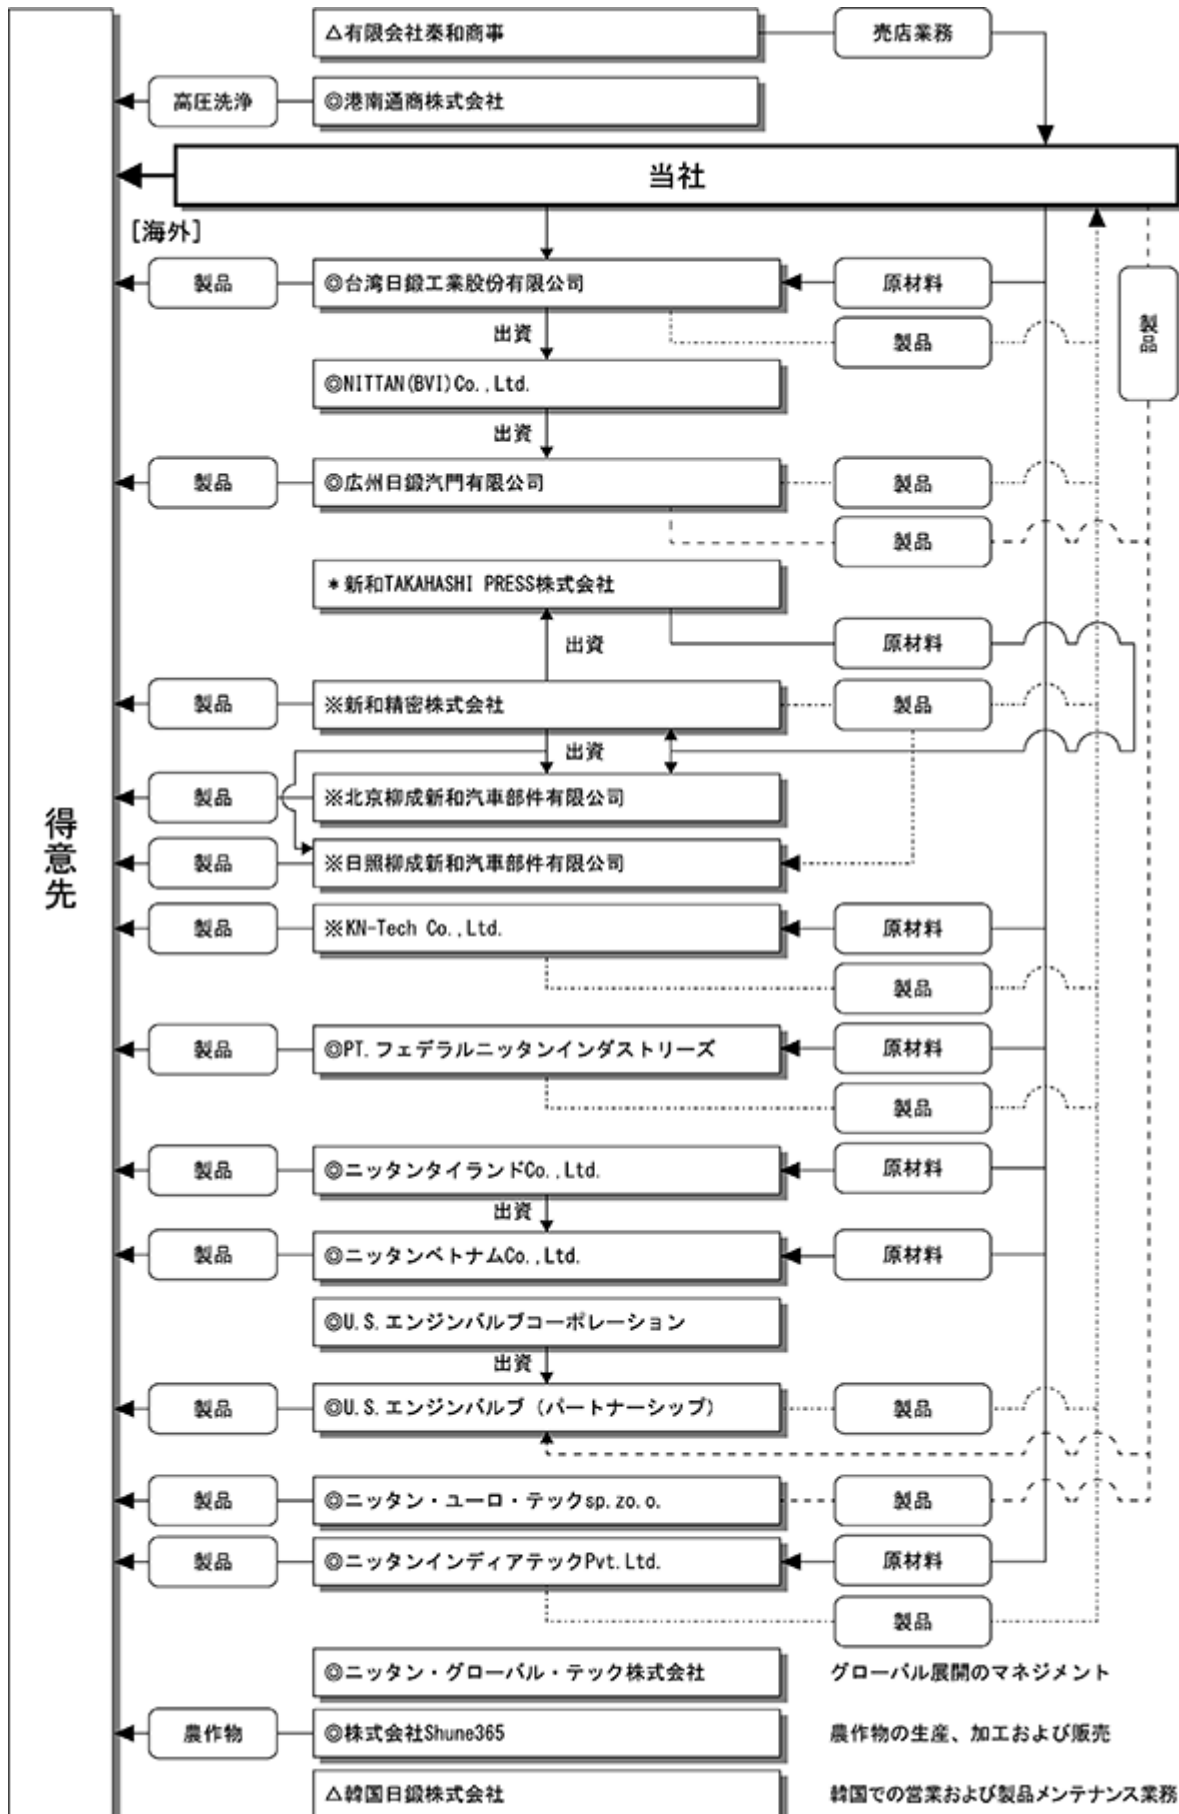 △有限会社泰和商事
売店業務
高圧洗浄
◎港南通商株式会社
当社
[海外]
製品
◎台湾日鍛工業股份有限公司
原材料
製品
製品
出資
◎NITTAN(BVI)Co.,Ltd.
出資
製品
◎広州日鍛汽門有限公司
製品
製品
＊新和TAKAHASHI PRESS株式会社
原材料
出資
製品
※新和精密株式会社
製品
出資
製品
※北京柳成新和汽車部件有限公司
得意先
製品
※日照柳成新和汽車部件有限公司
製品
※KN-Tech Co.,Ltd.
原材料
製品
製品
◎PT.フェデラルニッタンインダストリーズ
原材料
製品
製品
◎ニッタンタイランドCo.,Ltd.
原材料
出資
製品
◎ニッタンベトナムCo.,Ltd.
原材料
◎U.S.エンジンバルブコーポレーション
出資
製品
◎U.S.エンジンバルブ（パートナーシップ）
製品
製品
◎ニッタン・ユーロ・テックsp.zo.o.
製品
製品
◎ニッタンインディアテックPvt.Ltd.
原材料
製品
◎ニッタン・グローバル・テック株式会社
グローバル展開のマネジメント
農作物
◎株式会社Shune365
農作物の生産、加工および販売
△韓国日鍛株式会社
韓国での営業および製品メンテナンス業務